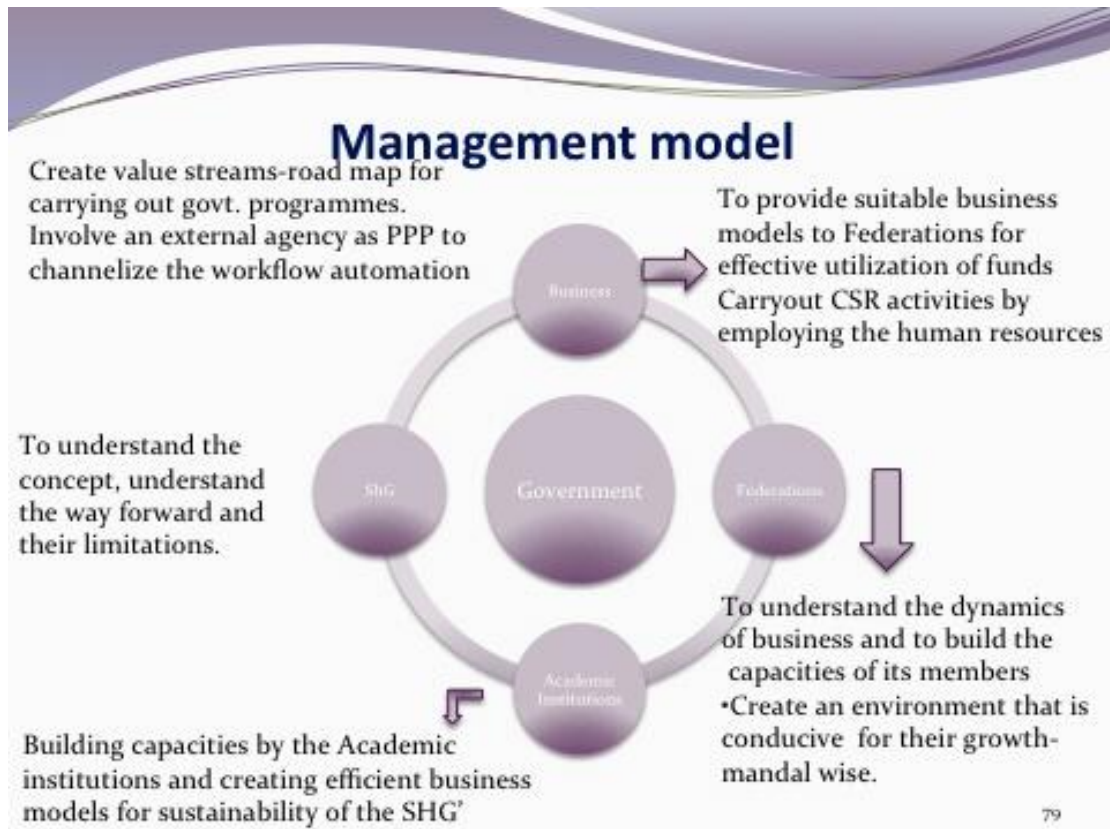 Management model
Create value streams-road map for
carrying out govt. programmes.
Involve an external agency as PPP to
channelize the workflow automation
To provide suitable business
models to Federations for
effective utilization of funds
Carryout CSR activities by
employing the human resources
Business
To understand the
concept, understand
the way forward and
their limitations.
ShG
Government
Federations
To understand the dynamics
of business and to build the
capacities of its members
•Create an environment that is
conducive for their growth-
mandal wise.
Academic
Institutions
Building capacities by the Academic
institutions and creating efficient business
models for sustainability of the SHG'
79